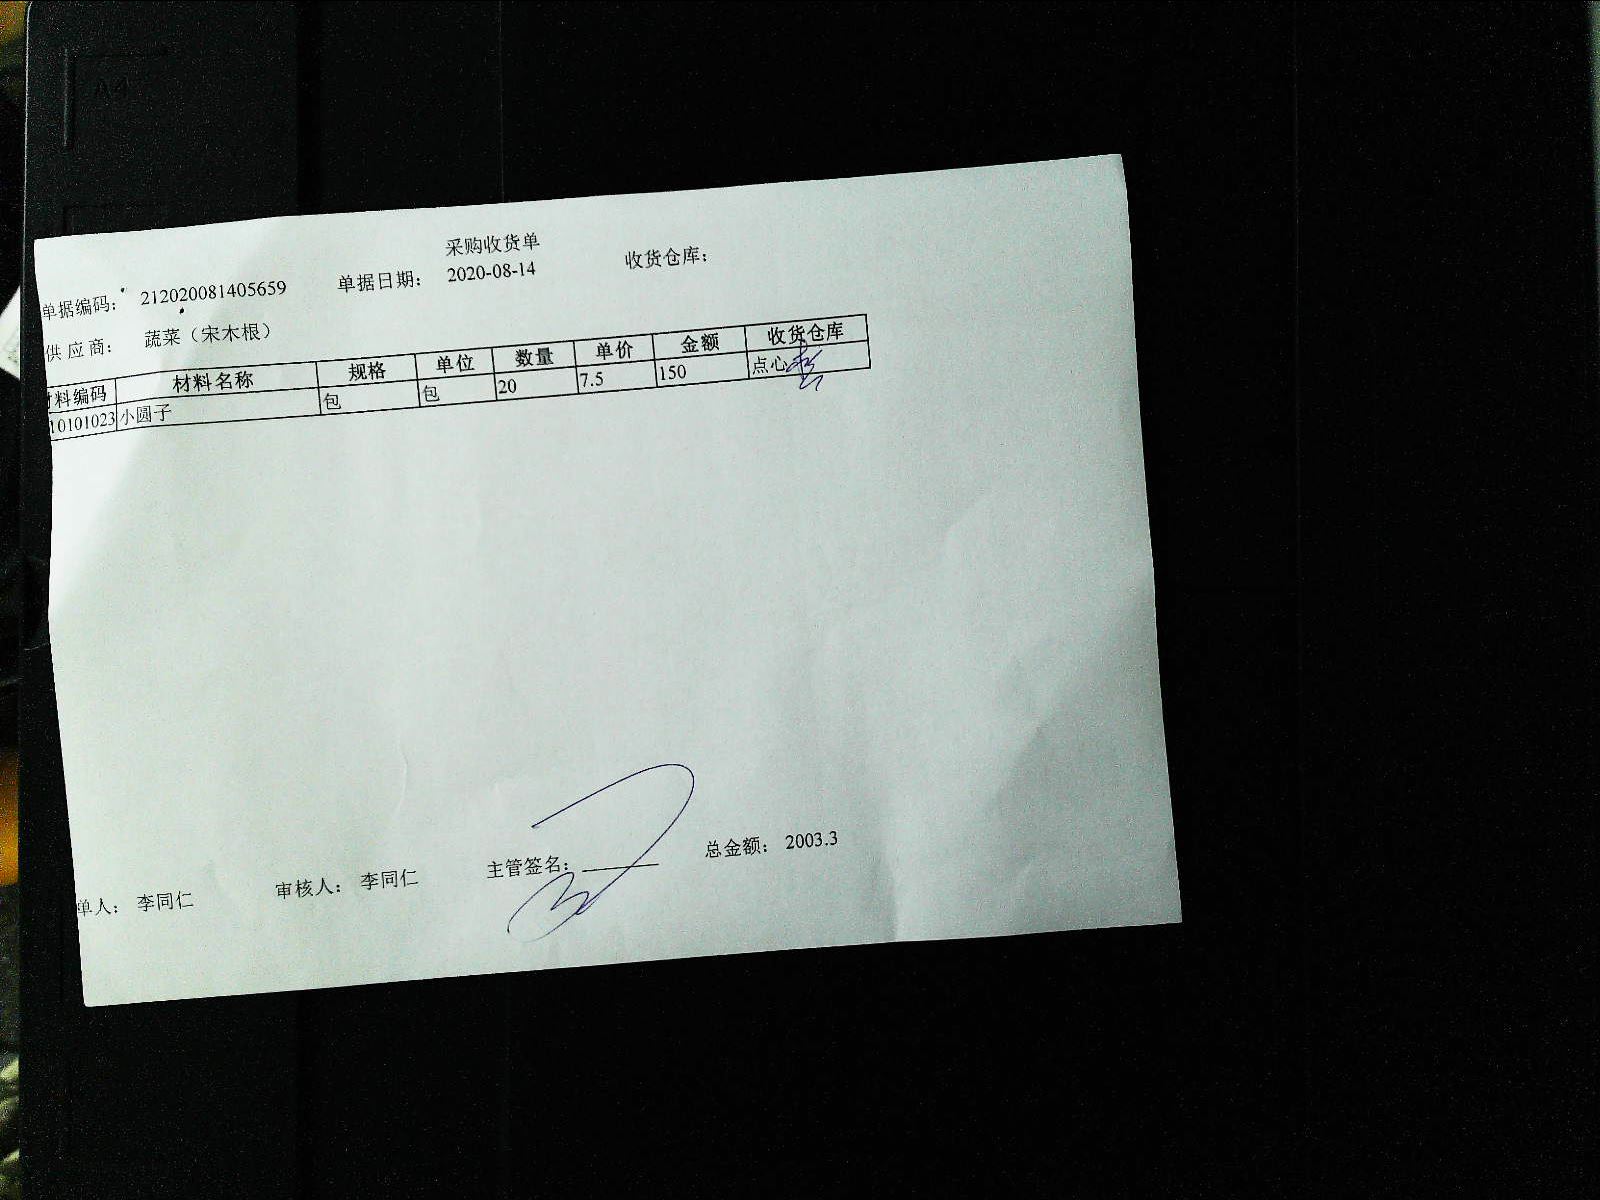 A4
采购收货单
单据编码： 212020081405659 单据日期： 2020-08-14 收货仓库：
供应商： 蔬菜（宋木根）
材料编码 材料名称 规格 单位 数量 单价 金额 收货仓库
10101023 小圆子 包 包 20 7.5 150 点心
单人： 李同仁 审核人： 李同仁 主管签名： 总金额： 2003.3